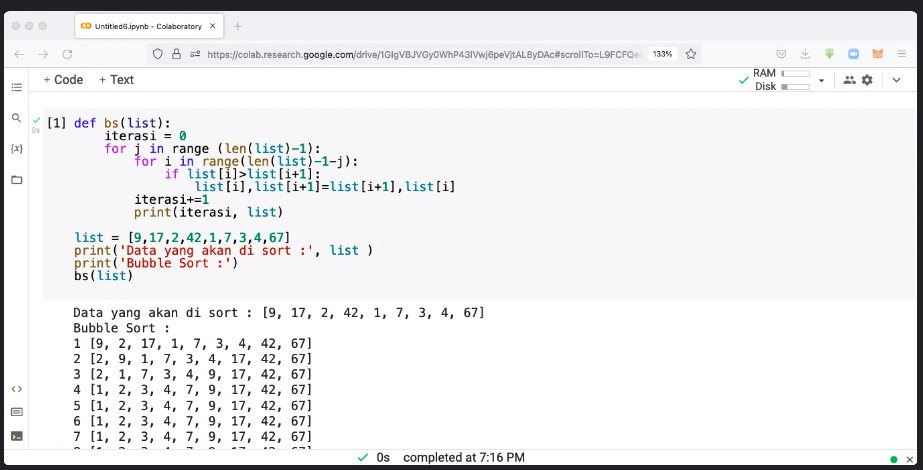 Untitled6.ipynb - Colaboratory
https://colab.research.google.com/drive/1GIgVBJVGy0WhP43IVwj6peVjtAL8yDAc#scrollTo=L9FCFQe 133%
+ Code + Text
RAM
Disk
[1] def bs(list):
iterasi = 0
for j in range (len(list)-1):
for i in range(len(list)-1-j):
if list[i]>list[i+1]:
list[i],list[i+1]=list[i+1],list[i]
iterasi+=1
print(iterasi, list)
0s
{x}
list = [9,17,2,42,1,7,3,4,67]
print('Data yang akan di sort :', list )
print('Bubble Sort :')
bs(list)
Data yang akan di sort : [9, 17, 2, 42, 1, 7, 3, 4, 67]
Bubble Sort :
1 [9, 2, 17, 1, 7, 3, 4, 42, 67]
2 [2, 9, 1, 7, 3, 4, 17, 42, 67]
3 [2, 1, 7, 3, 4, 9, 17, 42, 67]
4 [1, 2, 3, 4, 7, 9, 17, 42, 67]
5 [1, 2, 3, 4, 7, 9, 17, 42, 67]
6 [1, 2, 3, 4, 7, 9, 17, 42, 67]
7 [1, 2, 3, 4, 7, 9, 17, 42, 67]
0s completed at 7:16 PM